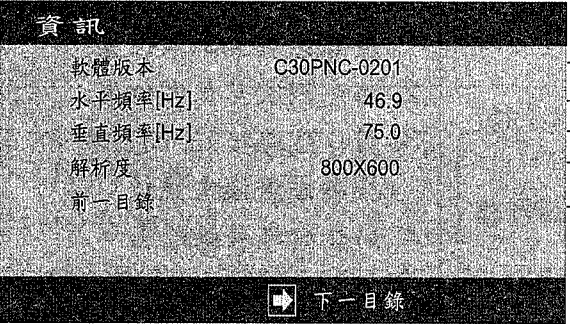 資訊
軟體版本 C30PNC-0201
水平頻率[Hz] 46.9
垂直頻率[Hz] 75.0
解析度 800X600
前一目錄
下一目錄